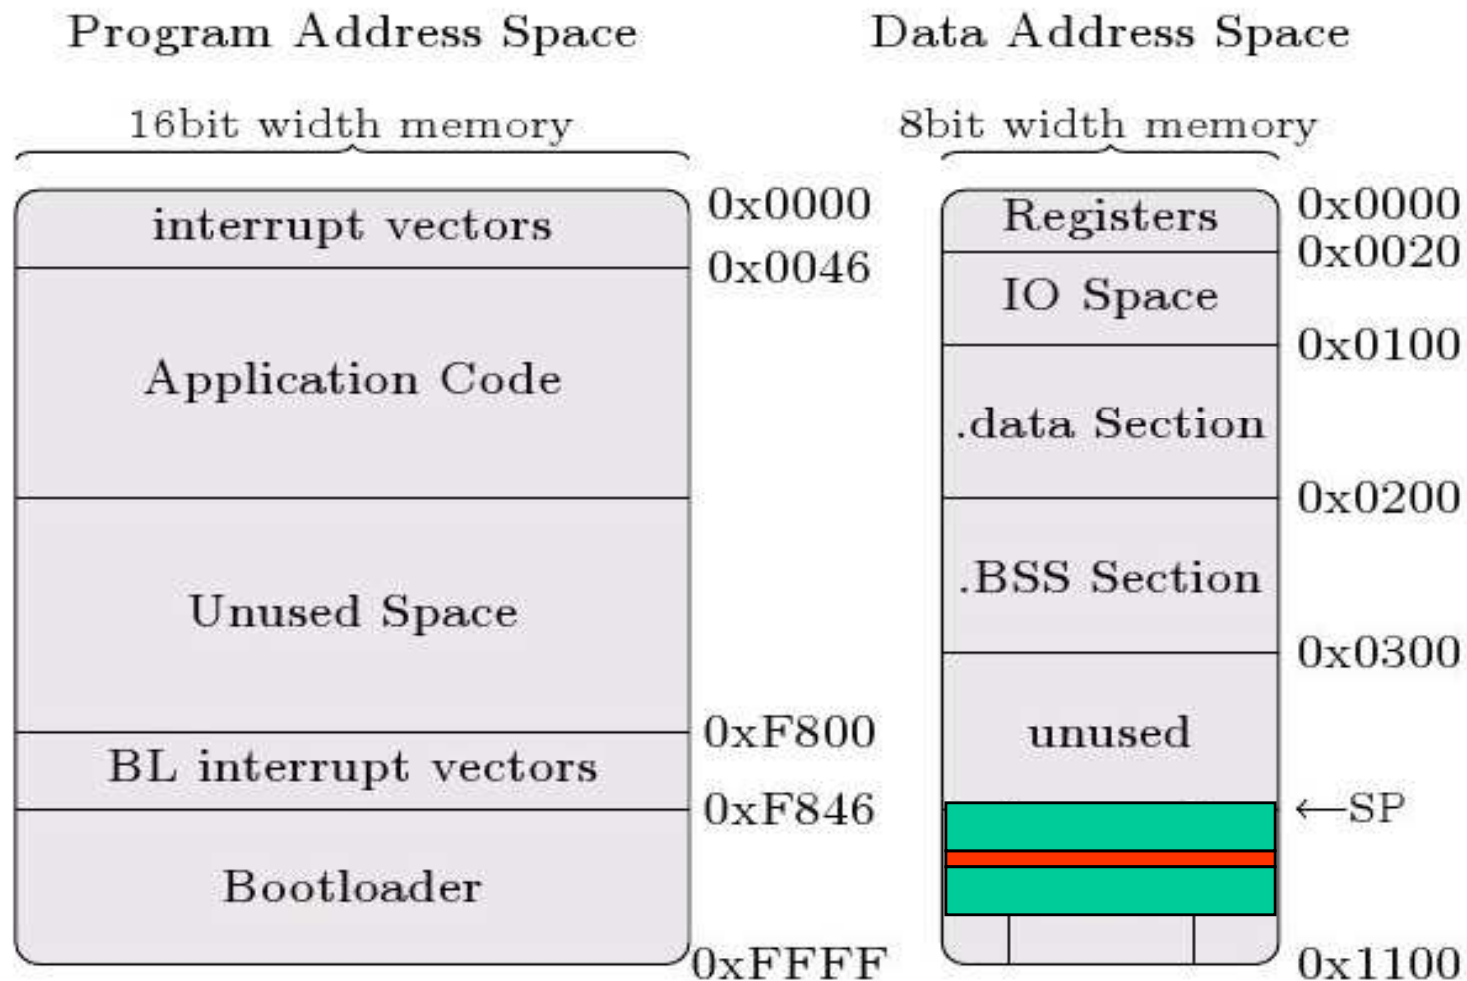 Program Address Space
16bit width memory
interrupt vectors
Application Code
Unused Space
BL interrupt vectors
Bootloader
0x0000
0x0046
0xF800
0xF846
0xFFFF
Data Address Space
8bit width memory
Registers
IO Space
.data Section
.BSS Section
unused
0x0000
0x0020
0x0100
0x0200
0x0300
←SP
0x1100